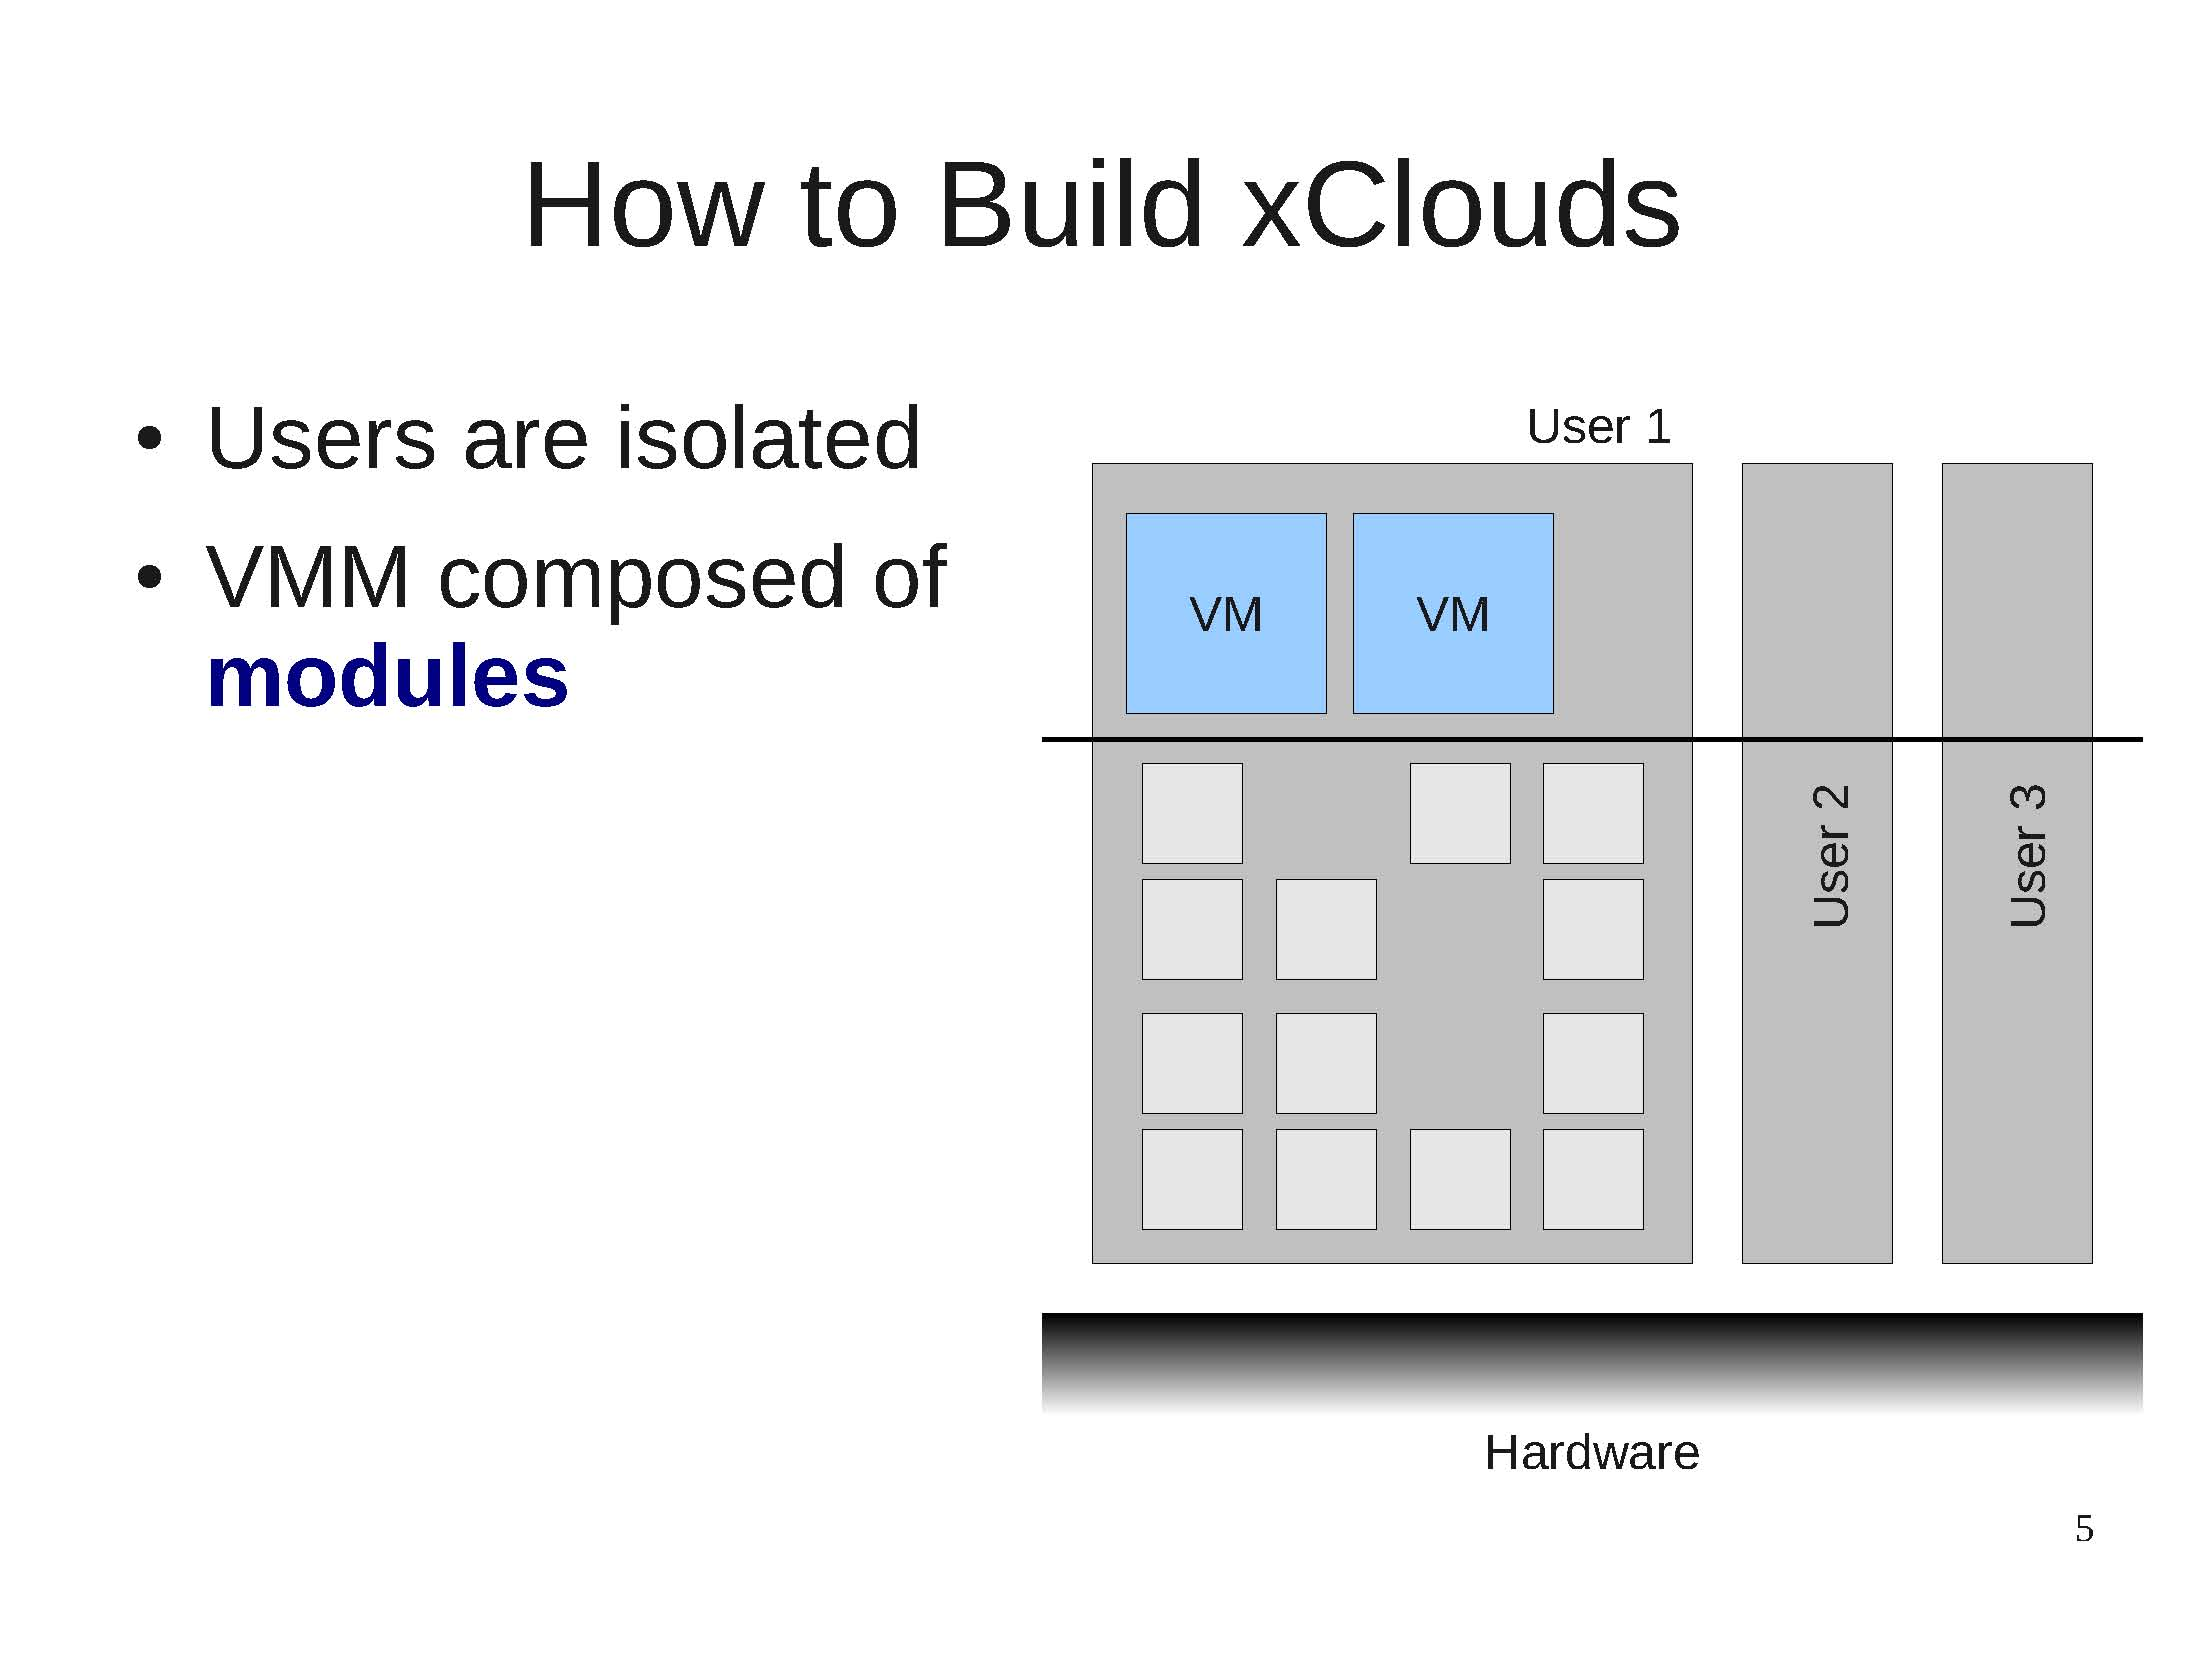 How to Build xClouds
• Users are isolated
• VMM composed of
modules
User 1
VM
VM
User 2
User 3
Hardware
5